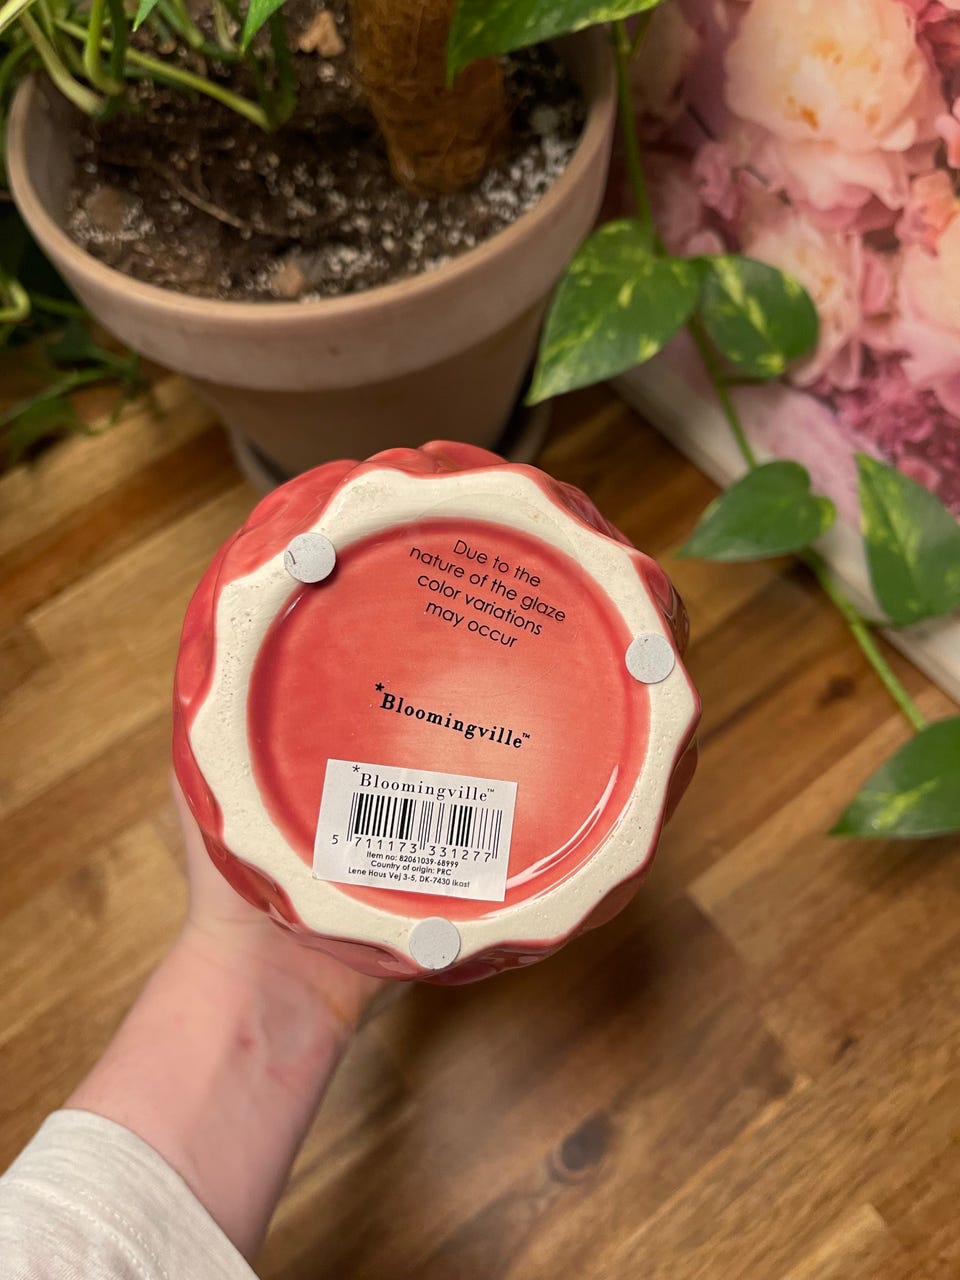 Due to the
nature of the glaze
color variations
may occur
*Bloomingville™
*Bloomingville™
5 711173 331277
Item no: 82061039-68999
Country of origin: PRC
Lene Haus Vej 3-5, DK-7430 Ikast